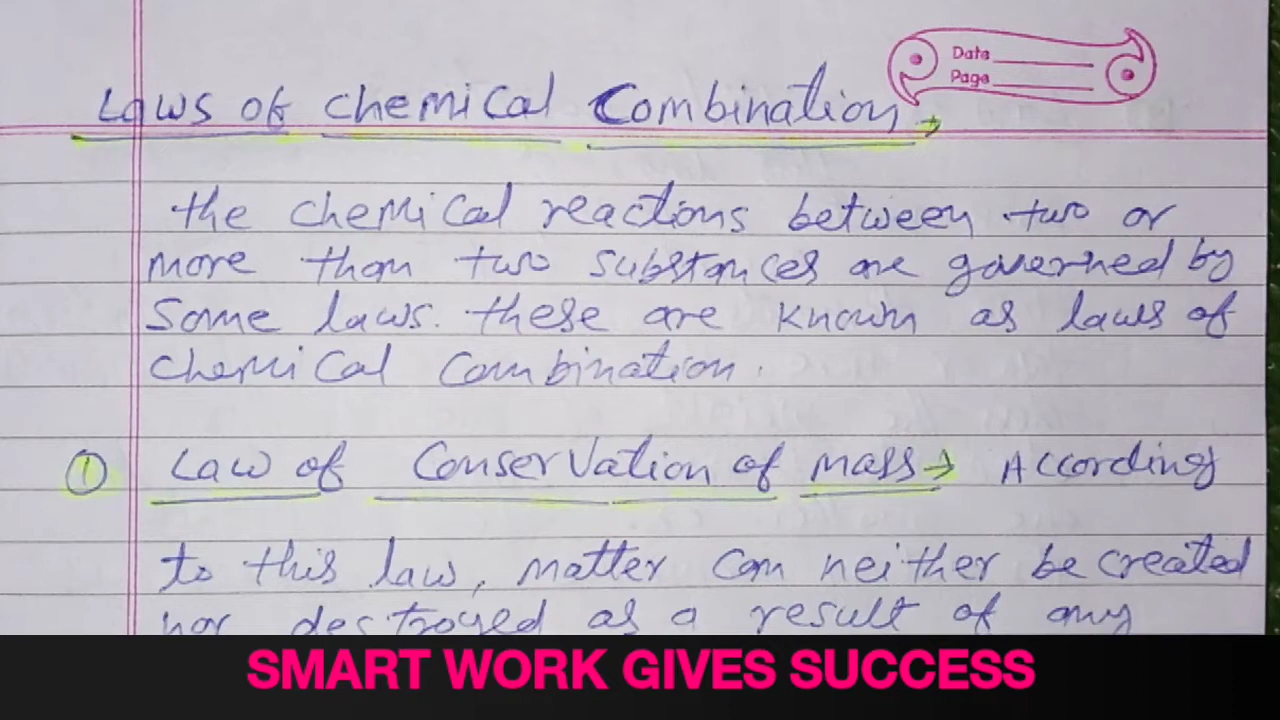 Date
Page
Laws of chemical Combination →
the chemical reactions between two or
more than two substances are governed by
Some laws. these are known as laws of
chemical Combination.
① Law of Conservation of mass → According
to this law, matter can neither be created
nor destroyed as a result of any
SMART WORK GIVES SUCCESS